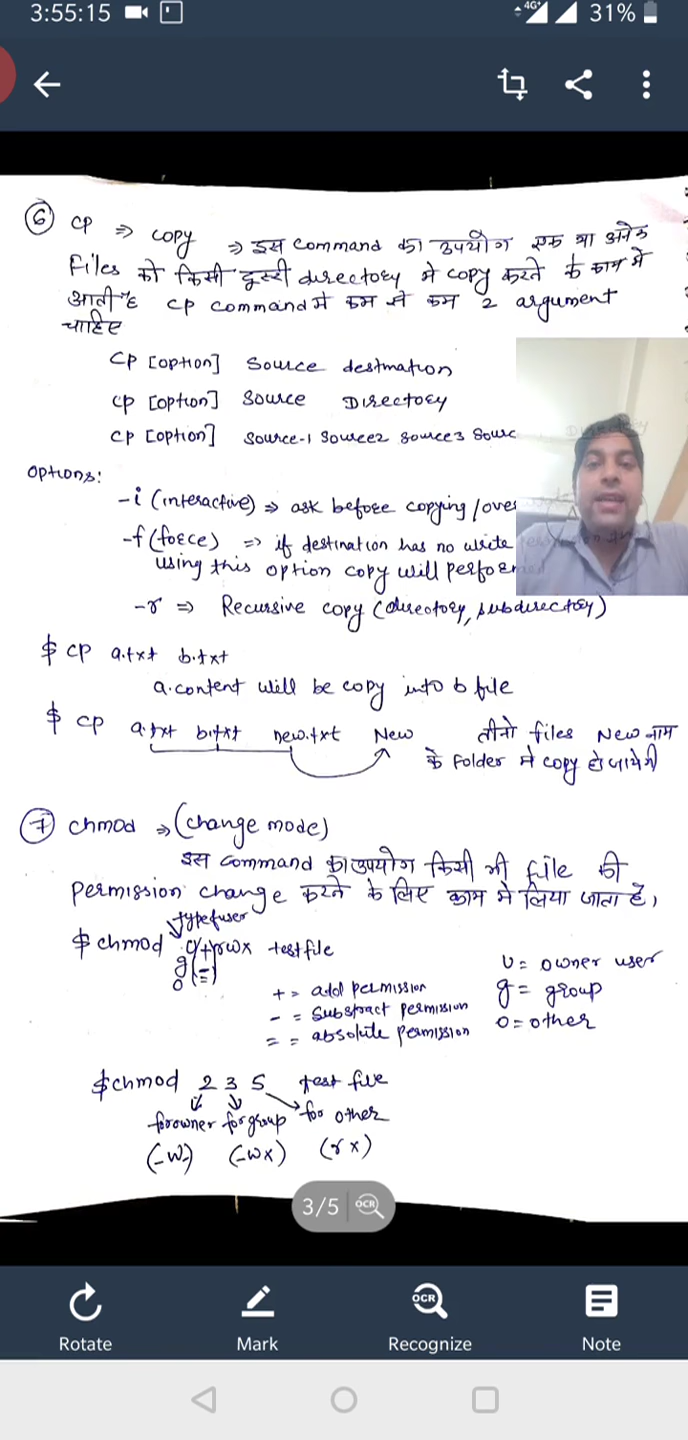 3:55:15 4G 31%
⑥ cp ⇒ copy ⇒ इस command का उपयोग एक या अनेक
files को किसी दूसरी directory मे copy करने के काम मे
आती है cp command मे कम से कम 2 argument
चाहिए
cp [option] source destination
cp [option] source Directory
cp [option] source-1 source2 source3 sourc
options:
-i (interactive) ⇒ ask before copying / over
-f (force) ⇒ if destination has no write
using this option copy will perform
-r ⇒ Recursive copy (directory, subdirectory)
$ cp a.txt b.txt
a.content will be copy into b file
$ cp a.txt b.txt new.txt New तीनो files New नाम
के folder मे copy हो जायेगी
⑦ chmod ⇒ (change mode)
इस command का उपयोग किसी भी file की
permission change करने के लिए काम मे लिया जाता है,
type of user
$ chmod u+rwx testfile
g(-)
o(=)
u = owner user
+ = add permission
g = group
- = substract permission
o = other
= = absolute permission
$chmod 2 3 5 test file
for owner for group for other
(-w-) (-wx) (r x)
3/5 OCR
OCR
Rotate Mark Recognize Note